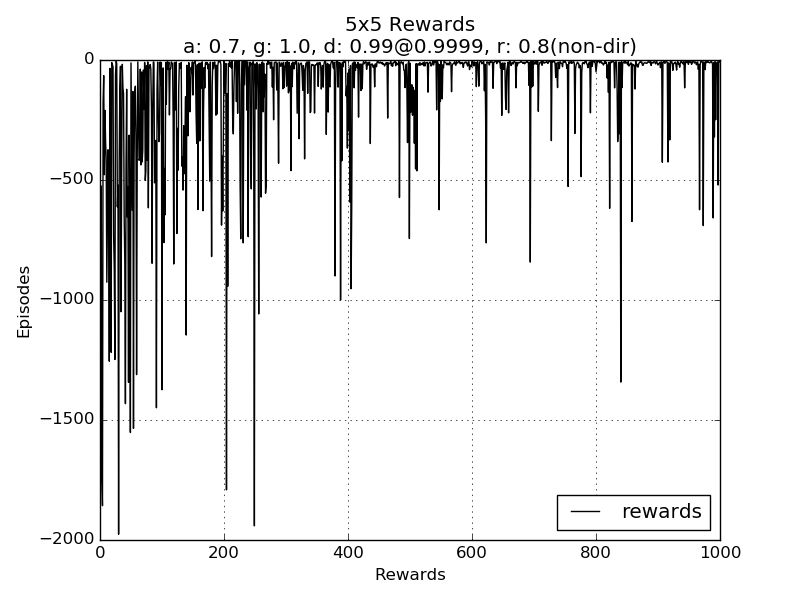 5x5 Rewards
a: 0.7, g: 1.0, d: 0.99@0.9999, r: 0.8(non-dir)
0
−500
−1000
−1500
−2000
Episodes
rewards
0 200 400 600 800 1000
Rewards